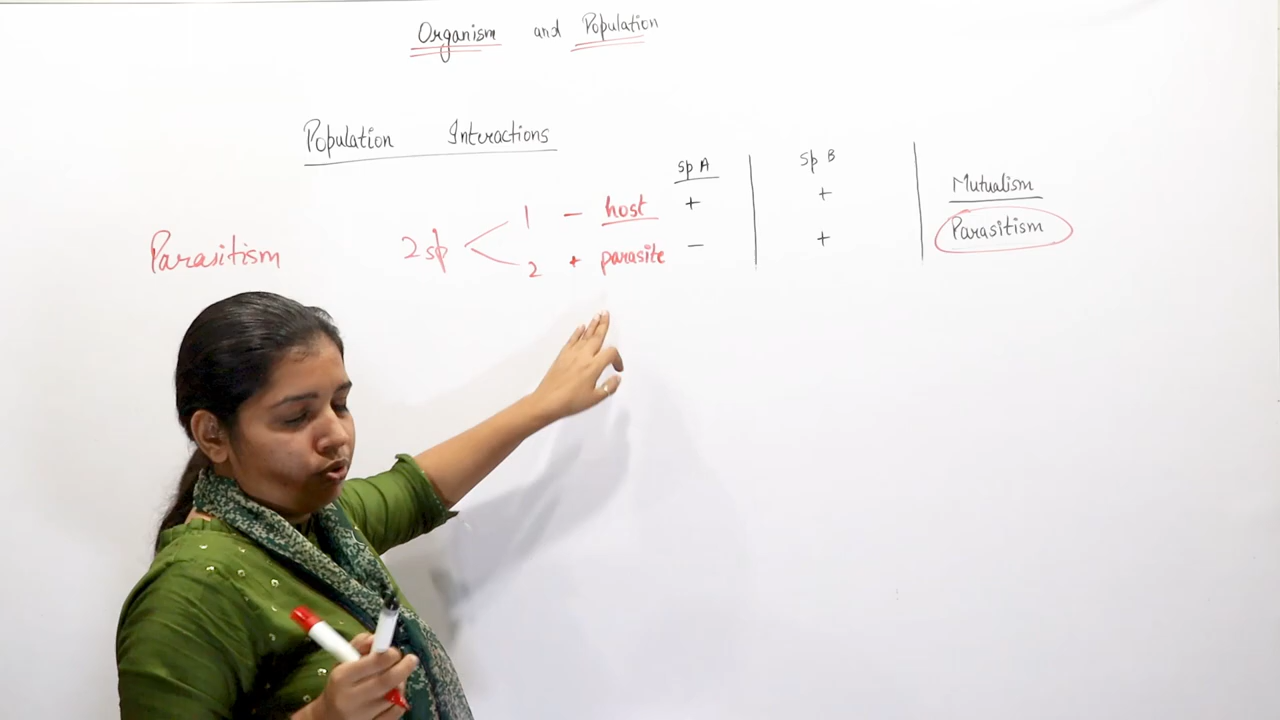 Organism and Population
Population Interactions
sp A sp B
1 - host + + Mutualism
Parasitism 2 sp
2 + parasite - + Parasitism